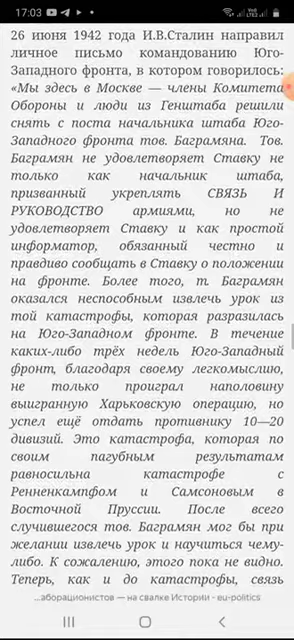 17:03
26 июня 1942 года И.В.Сталин направил
личное письмо командованию Юго-
Западного фронта, в котором говорилось:
«Мы здесь в Москве — члены Комитета
Обороны и люди из Генштаба решили
снять с поста начальника штаба Юго-
Западного фронта тов. Баграмяна. Тов.
Баграмян не удовлетворяет Ставку не
только как начальник штаба,
призванный укреплять СВЯЗЬ И
РУКОВОДСТВО армиями, но не
удовлетворяет Ставку и как простой
информатор, обязанный честно и
правдиво сообщать в Ставку о положении
на фронте. Более того, т. Баграмян
оказался неспособным извлечь урок из
той катастрофы, которая разразилась
на Юго-Западном фронте. В течение
каких-либо трёх недель Юго-Западный
фронт, благодаря своему легкомыслию,
не только проиграл наполовину
выигранную Харьковскую операцию, но
успел ещё отдать противнику 10—20
дивизий. Это катастрофа, которая по
своим пагубным результатам
равносильна катастрофе с
Ренненкампфом и Самсоновым в
Восточной Пруссии. После всего
случившегося тов. Баграмян мог бы при
желании извлечь урок и научиться чему-
либо. К сожалению, этого пока не видно.
Теперь, как и до катастрофы, связь
...аборационистов — на свалке Истории - eu-politics